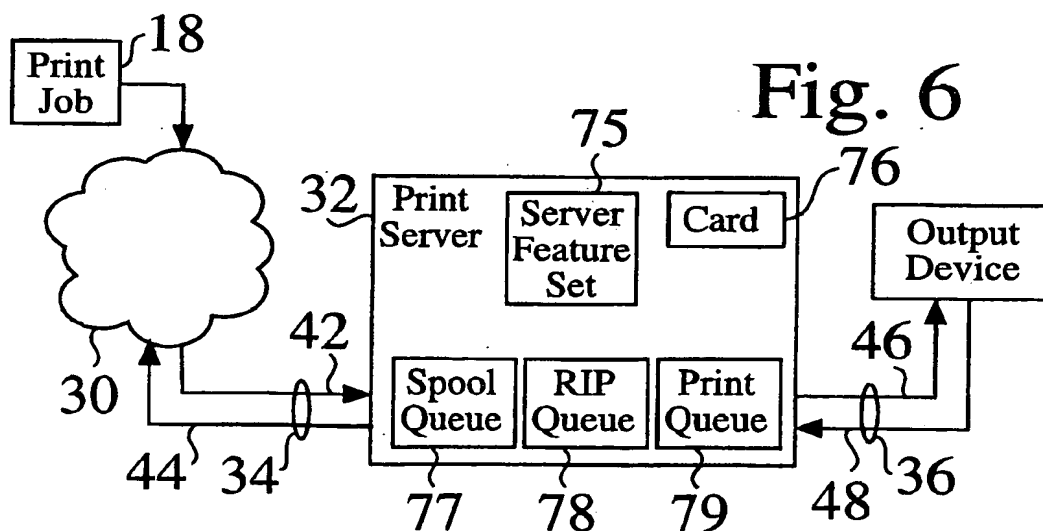 18
Print
Job
Fig. 6
75
76
32
Print
Server
Server
Feature
Set
Card
Output
Device
42
46
30
Spool
Queue
RIP
Queue
Print
Queue
44
34
77
78
79
48
36